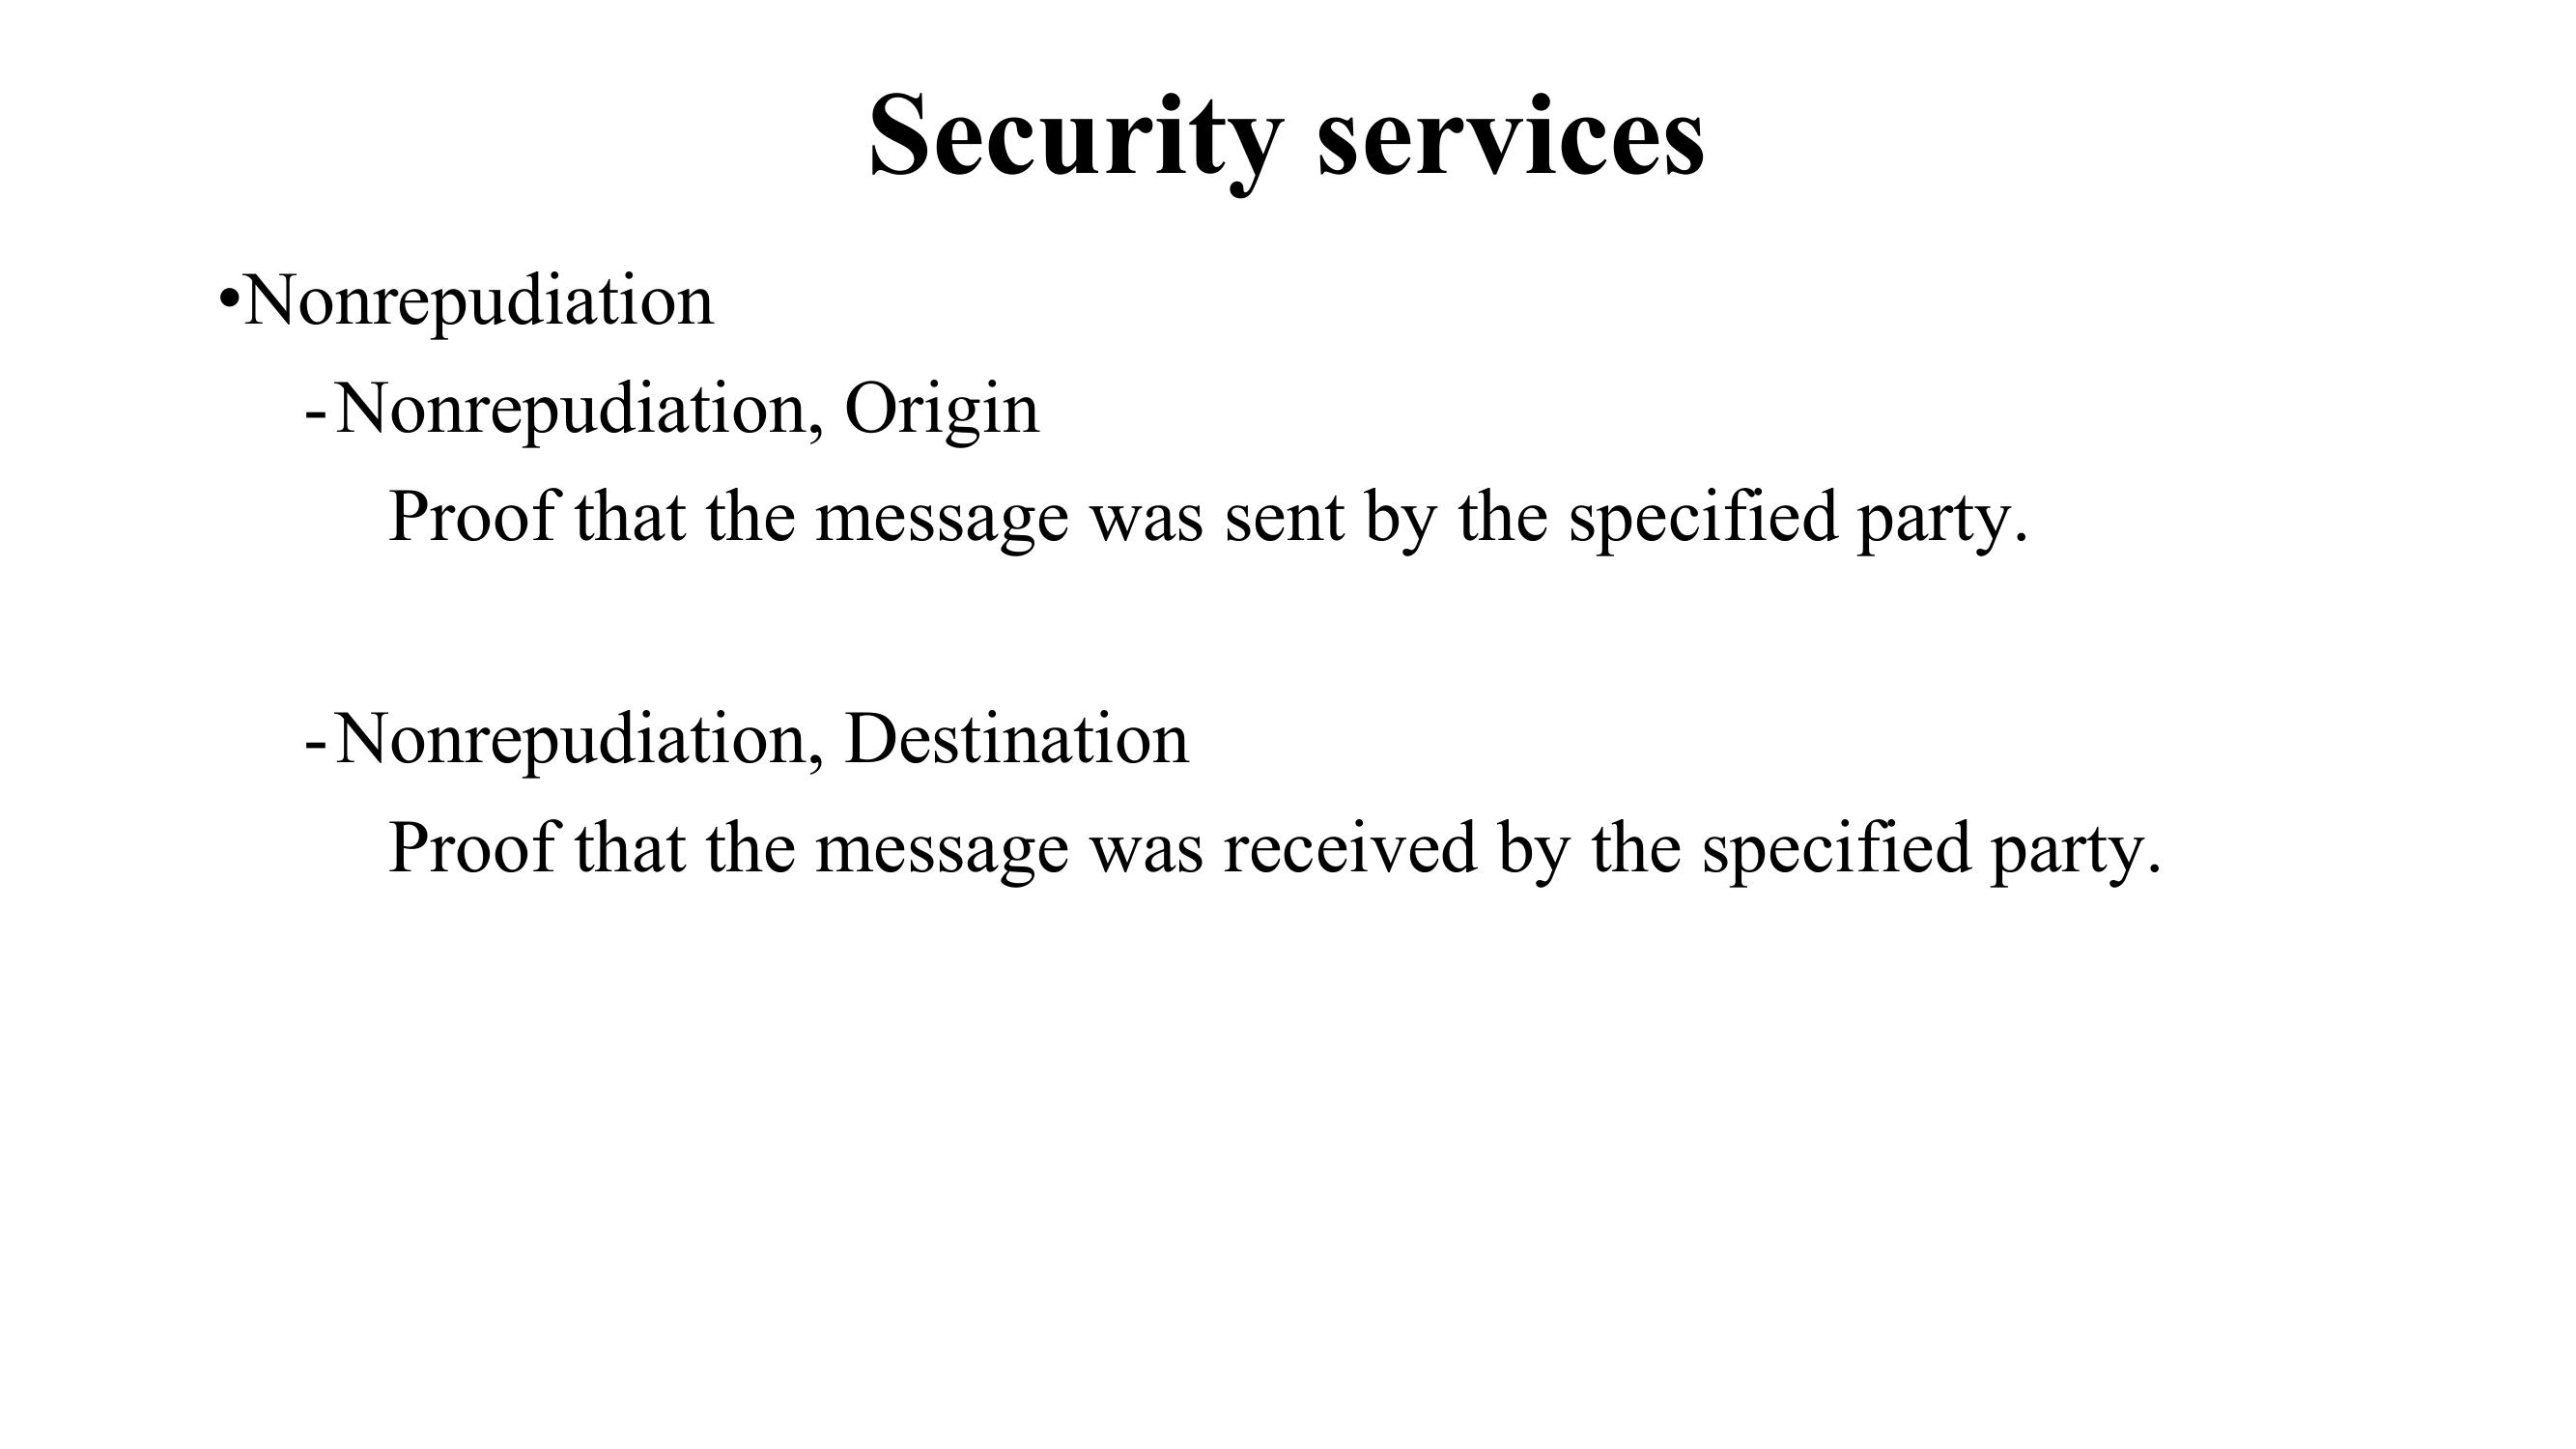 Security services
•Nonrepudiation
-Nonrepudiation, Origin
Proof that the message was sent by the specified party.
-Nonrepudiation, Destination
Proof that the message was received by the specified party.